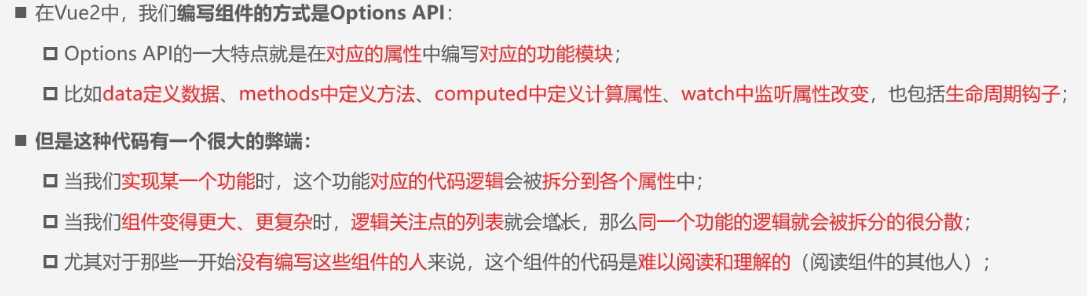 ■ 在Vue2中，我们编写组件的方式是Options API：
□ Options API的一大特点就是在对应的属性中编写对应的功能模块；
□ 比如data定义数据、methods中定义方法、computed中定义计算属性、watch中监听属性改变，也包括生命周期钩子；
■ 但是这种代码有一个很大的弊端：
□ 当我们实现某一个功能时，这个功能对应的代码逻辑会被拆分到各个属性中；
□ 当我们组件变得更大、更复杂时，逻辑关注点的列表就会增长，那么同一个功能的逻辑就会被拆分的很分散；
□ 尤其对于那些一开始没有编写这些组件的人来说，这个组件的代码是难以阅读和理解的（阅读组件的其他人）；